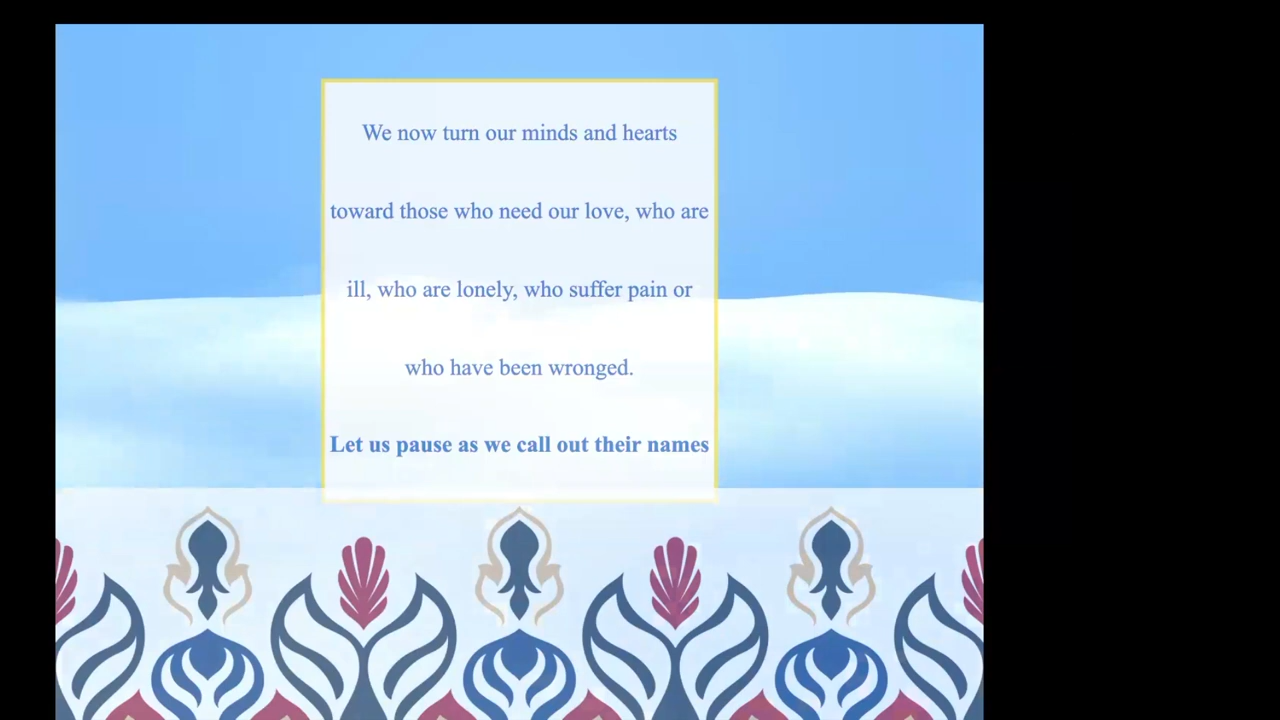 We now turn our minds and hearts
toward those who need our love, who are
ill, who are lonely, who suffer pain or
who have been wronged.
Let us pause as we call out their names